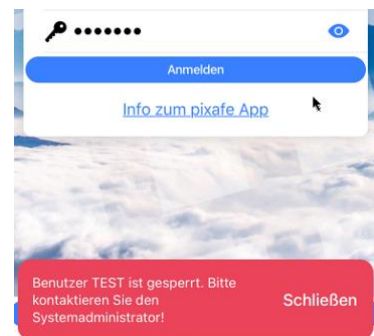 •••••••
Anmelden
Info zum pixafe App
Benutzer TEST ist gesperrt. Bitte
kontaktieren Sie den
Systemadministrator!
Schließen